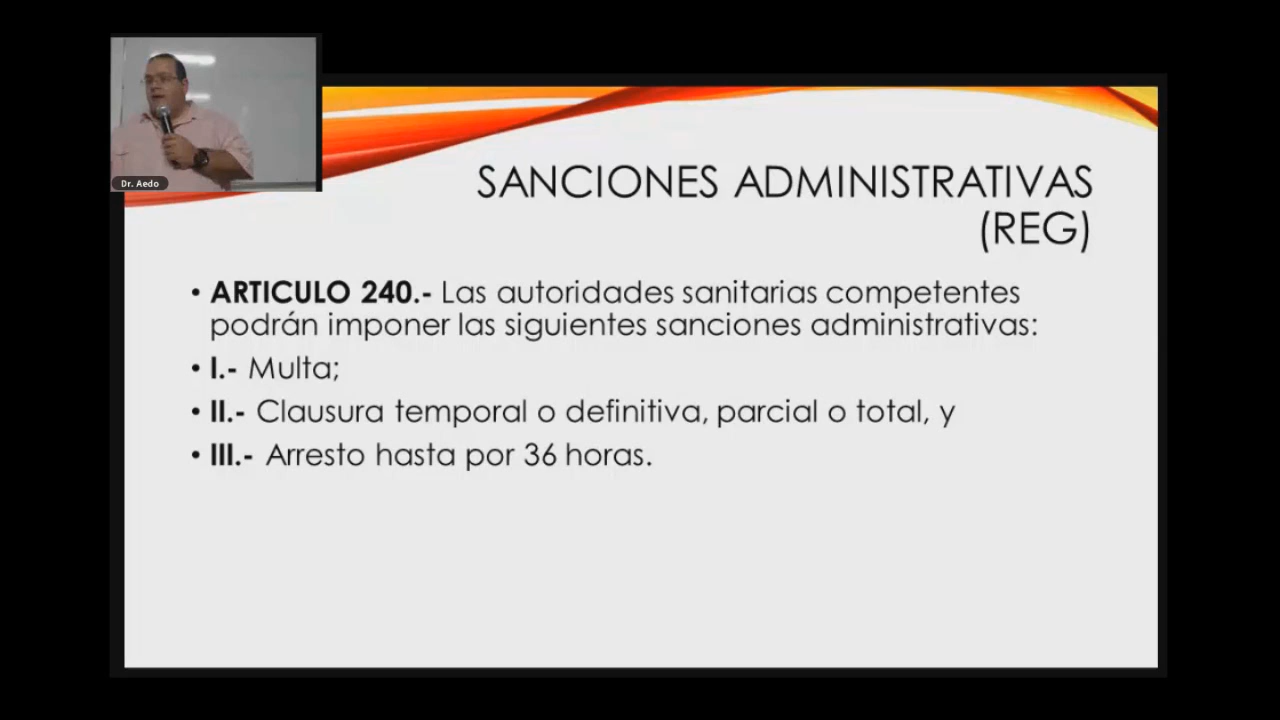 Dr. Aedo
SANCIONES ADMINISTRATIVAS
(REG)
• ARTICULO 240.- Las autoridades sanitarias competentes
podrán imponer las siguientes sanciones administrativas:
• I.- Multa;
• II.- Clausura temporal o definitiva, parcial o total, y
• III.- Arresto hasta por 36 horas.